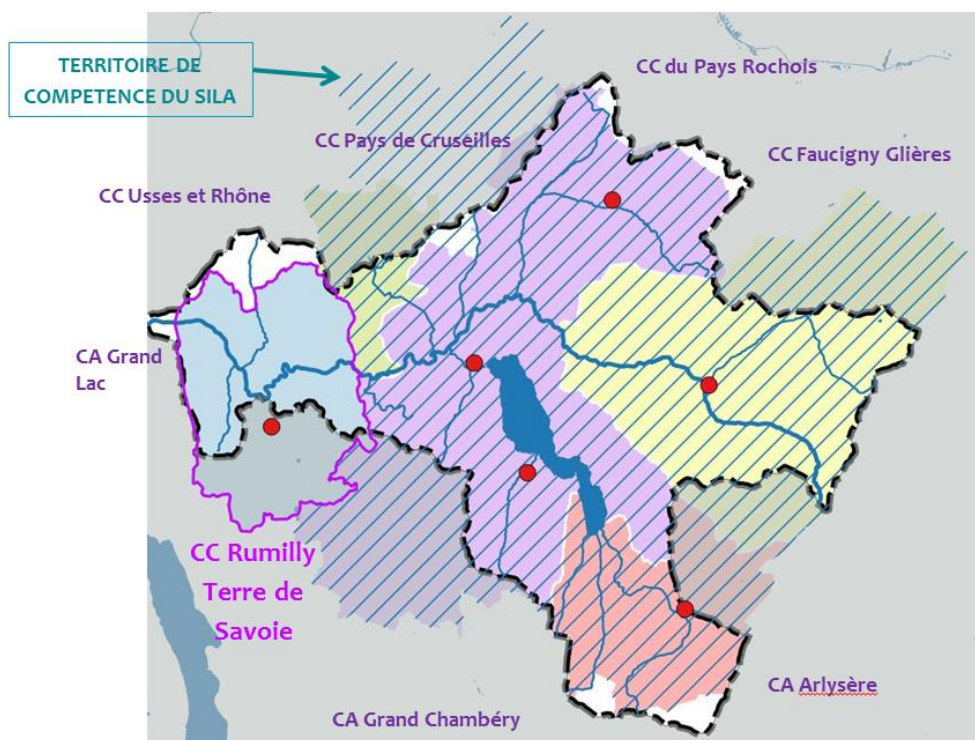 TERRITOIRE DE
COMPETENCE DU SILA
CC du Pays Rochois
CC Pays de Cruseilles
CC Faucigny Glières
CC Usses et Rhône
CA Grand
Lac
CC Rumilly
Terre de
Savoie
CA Arlysère
CA Grand Chambéry